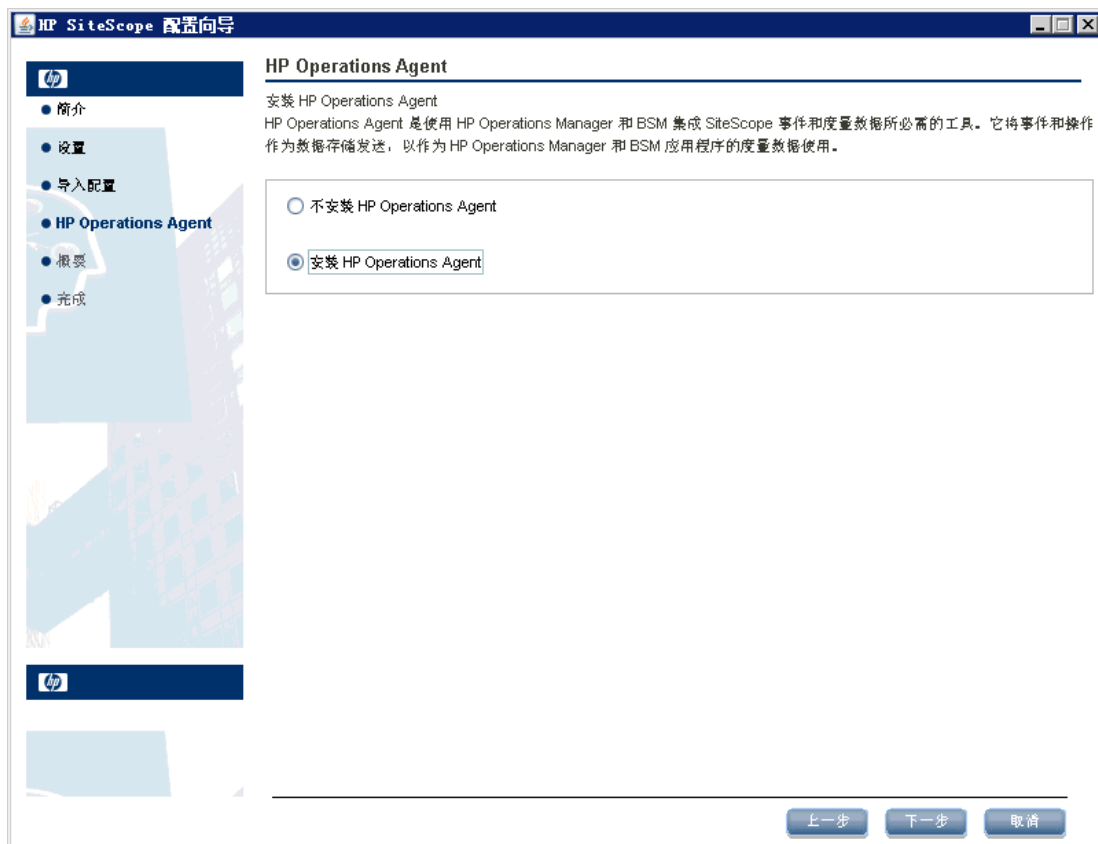 HP SiteScope 配置向导
hp
简介
设置
导入配置
HP Operations Agent
概要
完成
hp
HP Operations Agent
安装 HP Operations Agent
HP Operations Agent 是使用 HP Operations Manager 和 BSM 集成 SiteScope 事件和度量数据所必需的工具。它将事件和操作
作为数据存储发送，以作为 HP Operations Manager 和 BSM 应用程序的度量数据使用。
不安装 HP Operations Agent
安装 HP Operations Agent
上一步
下一步
取消